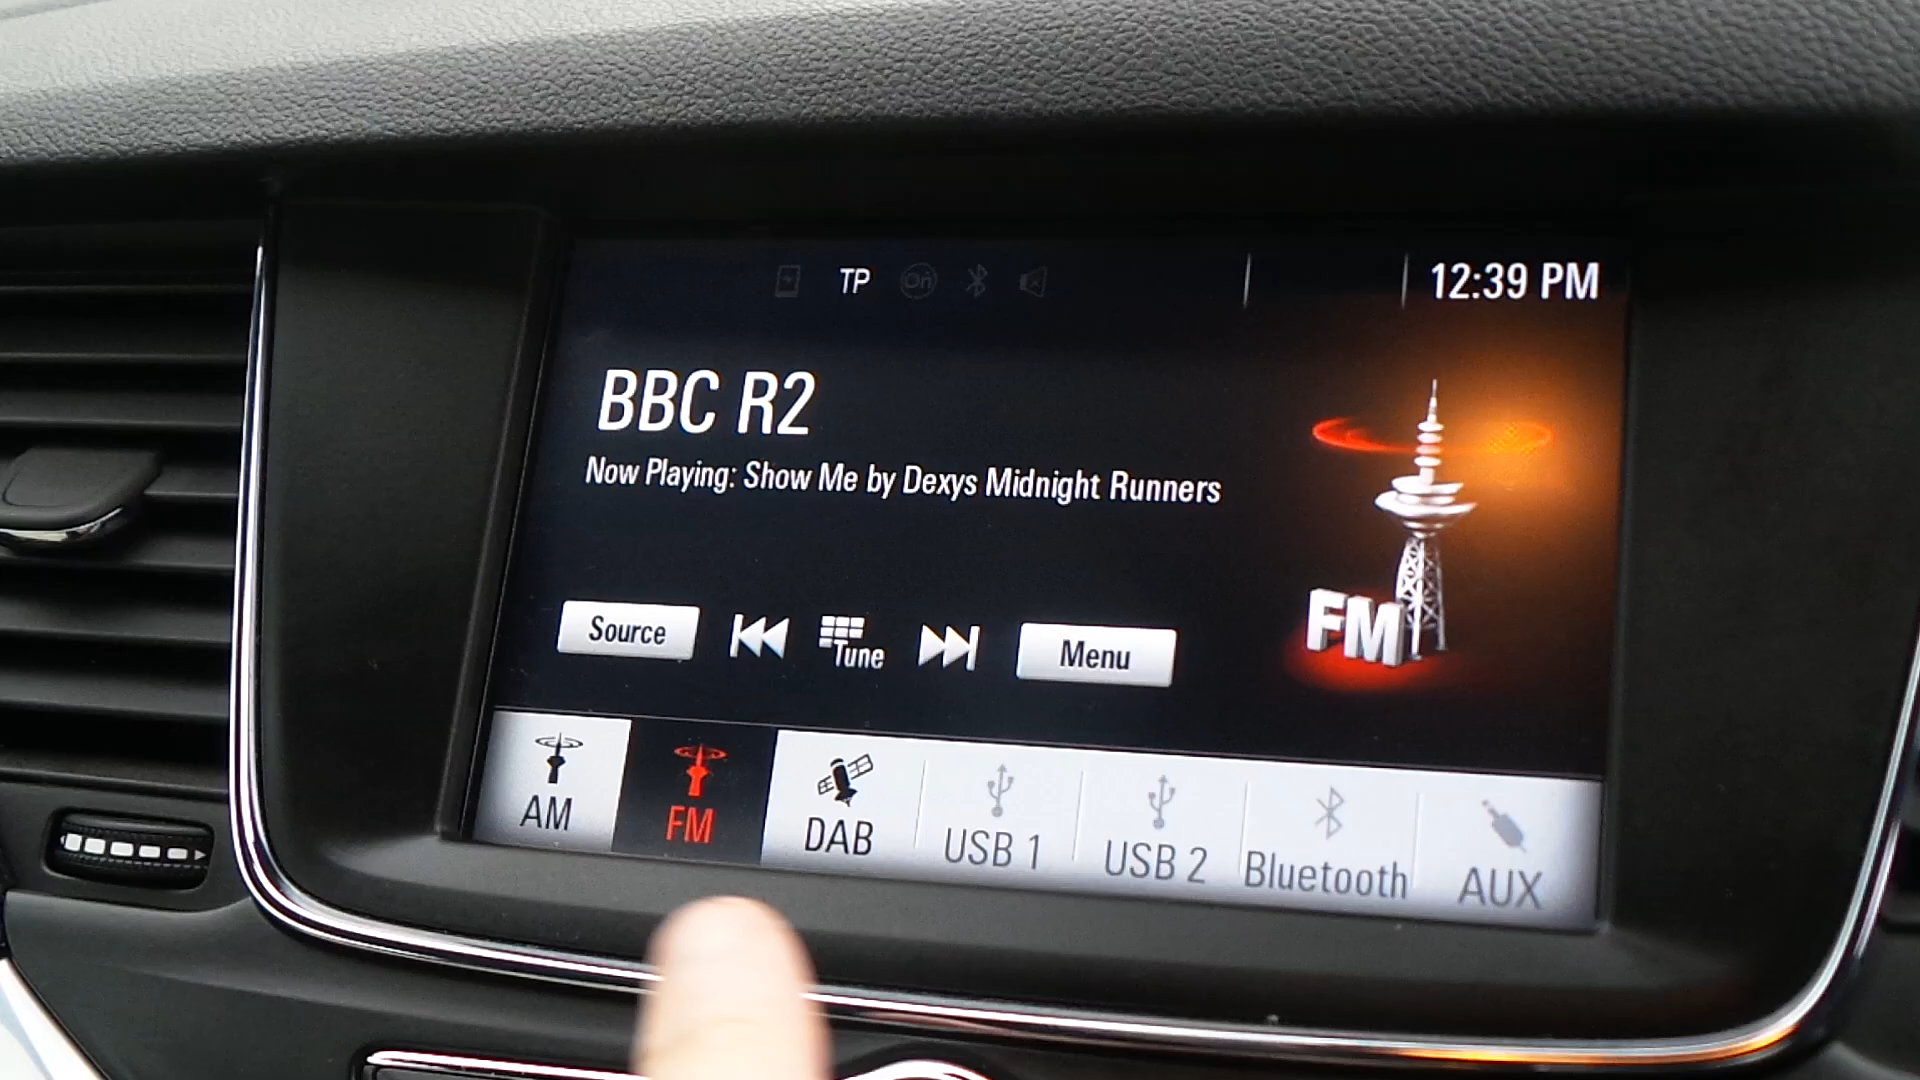 TP On 12:39 PM
BBC R2
Now Playing: Show Me by Dexys Midnight Runners
Source Tune Menu
FM
AM FM DAB USB 1 USB 2 Bluetooth AUX